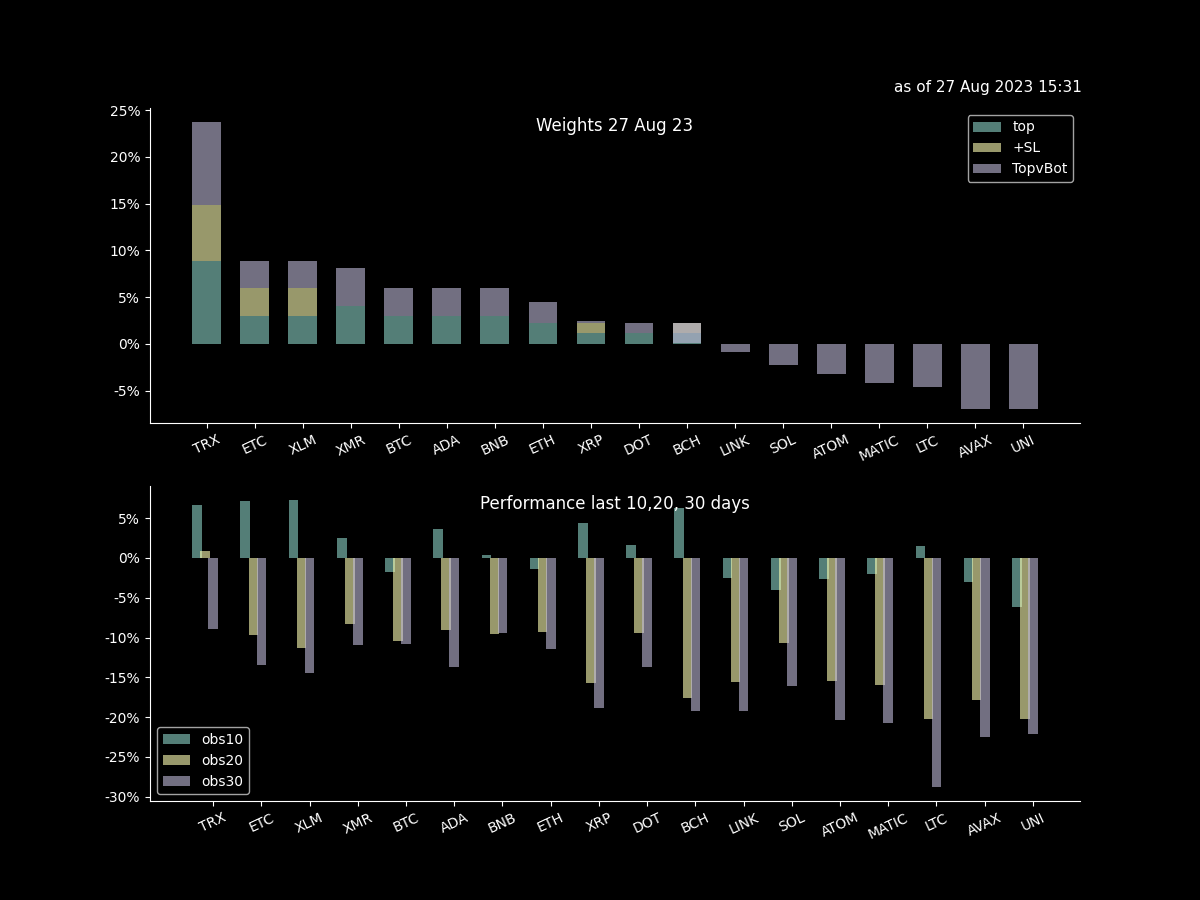 as of 27 Aug 2023 15:31
Weights 27 Aug 23
25%
20%
15%
10%
5%
0%
-5%
top
+SL
TopvBot
TRX ETC XLM XMR BTC ADA BNB ETH XRP DOT BCH LINK SOL ATOM MATIC LTC AVAX UNI
Performance last 10,20, 30 days
5%
0%
-5%
-10%
-15%
-20%
-25%
-30%
obs10
obs20
obs30
TRX ETC XLM XMR BTC ADA BNB ETH XRP DOT BCH LINK SOL ATOM MATIC LTC AVAX UNI